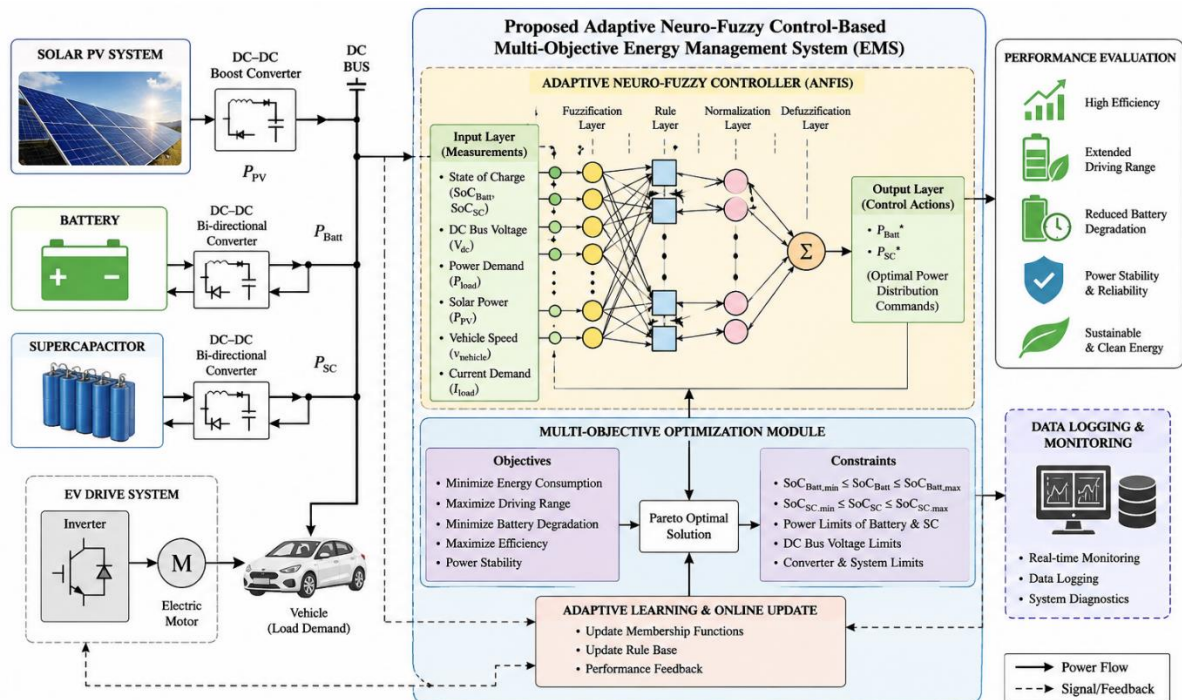 SOLAR PV SYSTEM
DC–DC
Boost Converter
P_PV
DC
BUS
BATTERY
DC–DC
Bi-directional
Converter
P_Batt
SUPERCAPACITOR
DC–DC
Bi-directional
Converter
P_SC
EV DRIVE SYSTEM
Inverter
M
Electric
Motor
Vehicle
(Load Demand)
Proposed Adaptive Neuro-Fuzzy Control-Based
Multi-Objective Energy Management System (EMS)
ADAPTIVE NEURO-FUZZY CONTROLLER (ANFIS)
Fuzzification
Layer
Rule
Layer
Normalization
Layer
Defuzzification
Layer
Input Layer
(Measurements)
• State of Charge
(SoC_Batt,
SoC_SC)
• DC Bus Voltage
(V_dc)
• Power Demand
(P_load)
• Solar Power
(P_PV)
• Vehicle Speed
(v_nehicle)
• Current Demand
(I_load)
Σ
Output Layer
(Control Actions)
• P_Batt*
• P_SC*
(Optimal Power
Distribution
Commands)
MULTI-OBJECTIVE OPTIMIZATION MODULE
Objectives
• Minimize Energy Consumption
• Maximize Driving Range
• Minimize Battery Degradation
• Maximize Efficiency
• Power Stability
Pareto Optimal
Solution
Constraints
• SoC_Batt,min ≤ SoC_Batt ≤ SoC_Batt,max
• SoC_SC,min ≤ SoC_SC ≤ SoC_SC,max
• Power Limits of Battery & SC
• DC Bus Voltage Limits
• Converter & System Limits
ADAPTIVE LEARNING & ONLINE UPDATE
• Update Membership Functions
• Update Rule Base
• Performance Feedback
PERFORMANCE EVALUATION
High Efficiency
Extended
Driving Range
Reduced Battery
Degradation
Power Stability
& Reliability
Sustainable
& Clean Energy
DATA LOGGING &
MONITORING
• Real-time Monitoring
• Data Logging
• System Diagnostics
Power Flow
Signal/Feedback